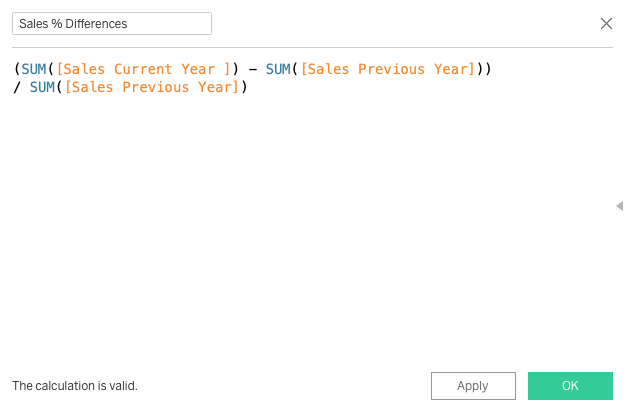 Sales % Differences
(SUM([Sales Current Year ]) – SUM([Sales Previous Year]))
/ SUM([Sales Previous Year])
The calculation is valid.
Apply
OK